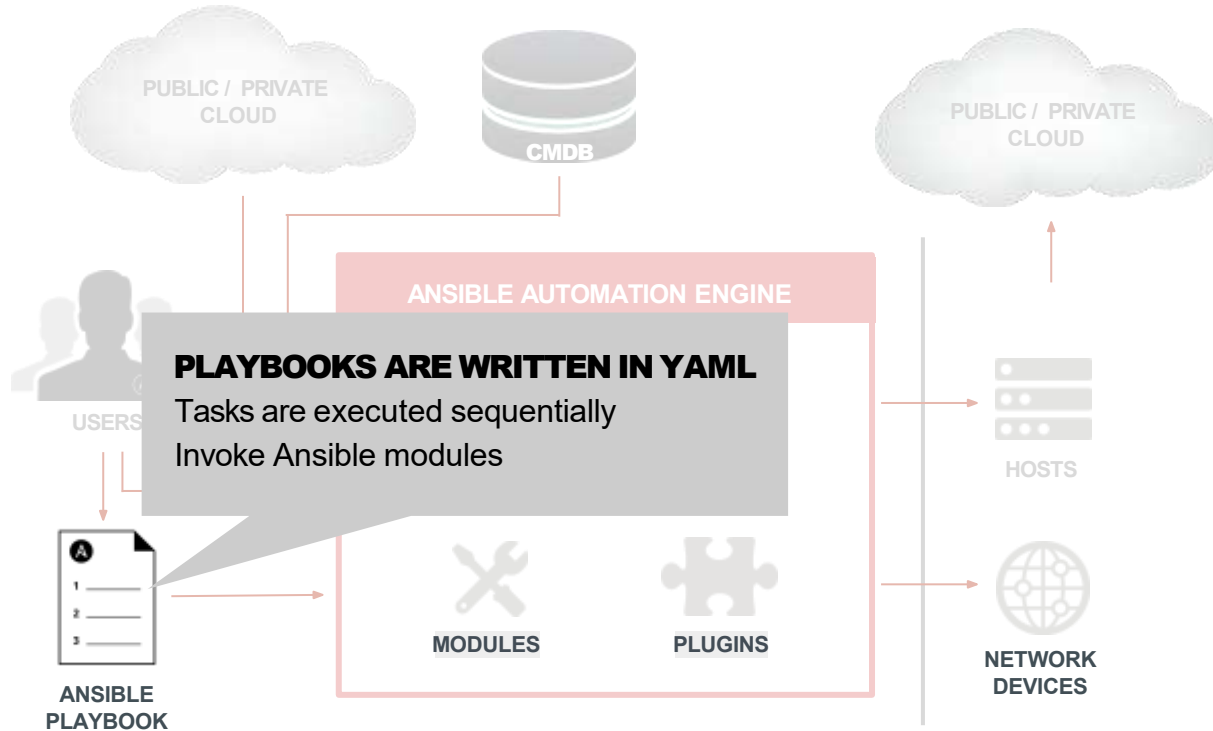 PUBLIC / PRIVATE
CLOUD
CMDB
PUBLIC / PRIVATE
CLOUD
ANSIBLE AUTOMATION ENGINE
PLAYBOOKS ARE WRITTEN IN YAML
Tasks are executed sequentially
Invoke Ansible modules
USERS
HOSTS
A
1
2
3
MODULES
PLUGINS
NETWORK
DEVICES
ANSIBLE
PLAYBOOK